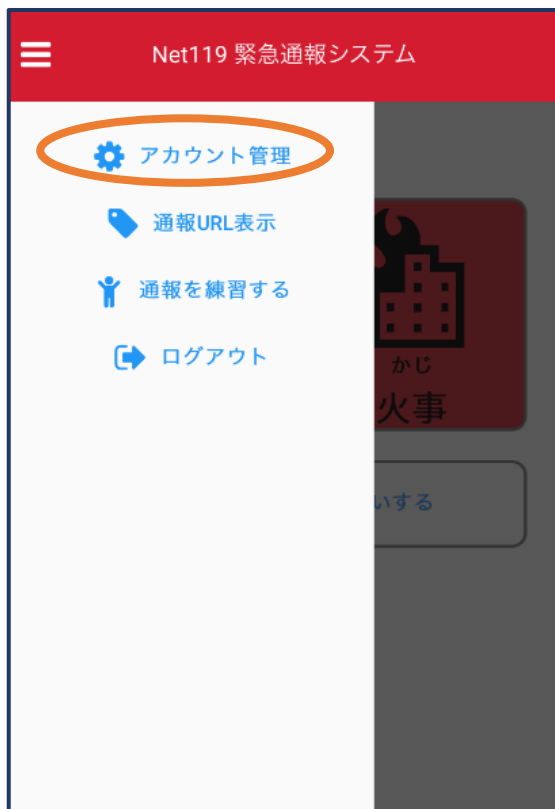 Net119 緊急通報システム
アカウント管理
通報URL表示
通報を練習する
ログアウト
かじ
火事
いする